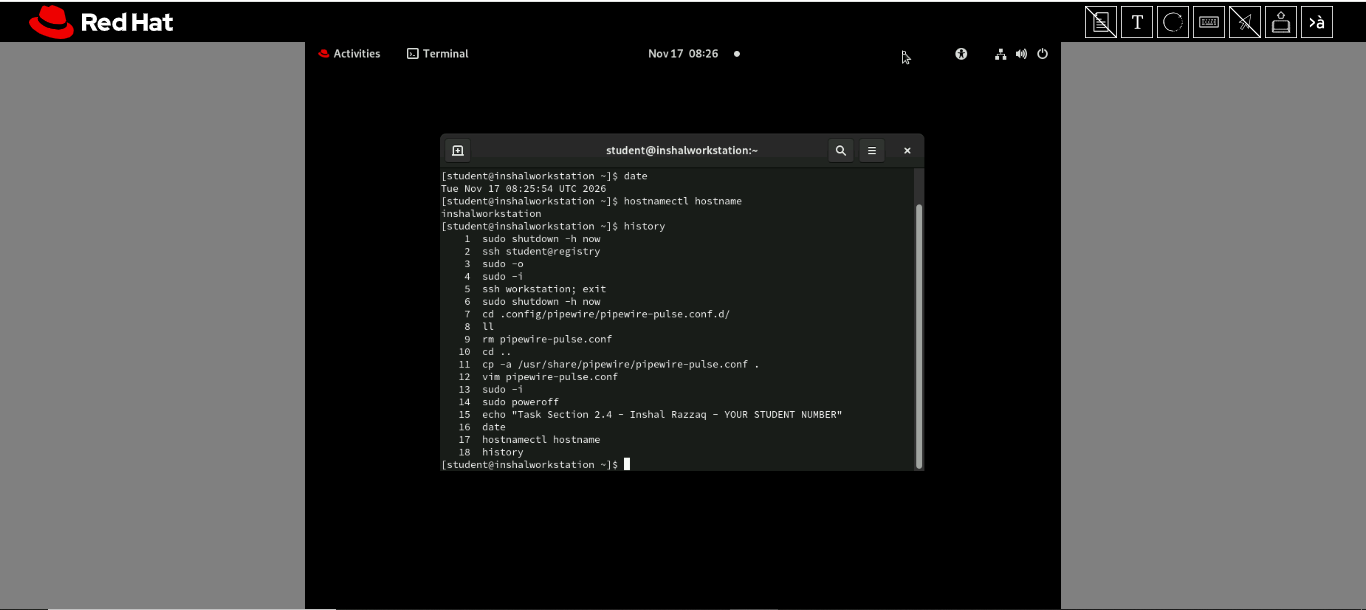 Red Hat
T
>à
Activities
Terminal
Nov 17 08:26
student@inshalworkstation:~
[student@inshalworkstation ~]$ date
Tue Nov 17 08:25:54 UTC 2026
[student@inshalworkstation ~]$ hostnamectl hostname
inshalworkstation
[student@inshalworkstation ~]$ history
1 sudo shutdown -h now
2 ssh student@registry
3 sudo -o
4 sudo -i
5 ssh workstation; exit
6 sudo shutdown -h now
7 cd .config/pipewire/pipewire-pulse.conf.d/
8 ll
9 rm pipewire-pulse.conf
10 cd ..
11 cp -a /usr/share/pipewire/pipewire-pulse.conf .
12 vim pipewire-pulse.conf
13 sudo -i
14 sudo poweroff
15 echo "Task Section 2.4 - Inshal Razzaq - YOUR STUDENT NUMBER"
16 date
17 hostnamectl hostname
18 history
[student@inshalworkstation ~]$